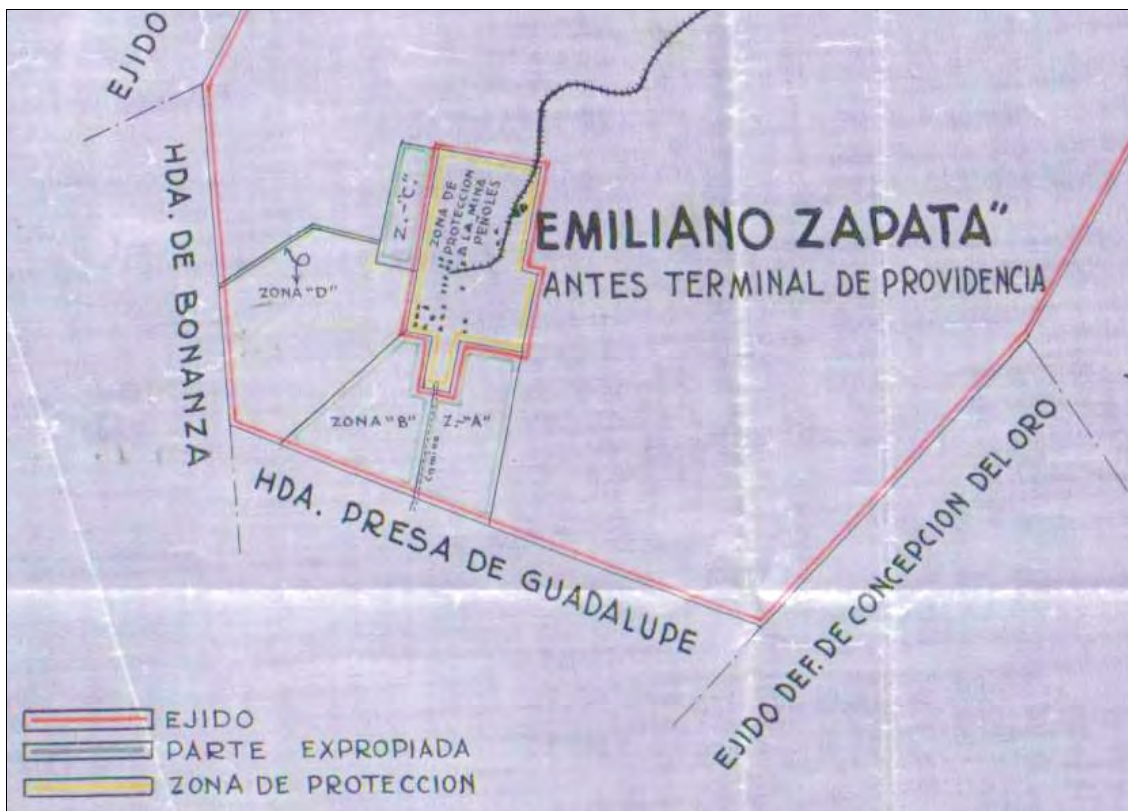 EJIDO
HDA. DE BONANZA
Z.-"C".
ZONA DE
PROTECCION
A LA MINA
PEÑOLES
EMILIANO ZAPATA"
ANTES TERMINAL DE PROVIDENCIA
ZONA "D"
ZONA "B"
Z.-"A"
Camino
HDA. PRESA DE GUADALUPE
EJIDO DEF. DE CONCEPCION DEL ORO
EJIDO
PARTE EXPROPIADA
ZONA DE PROTECCION